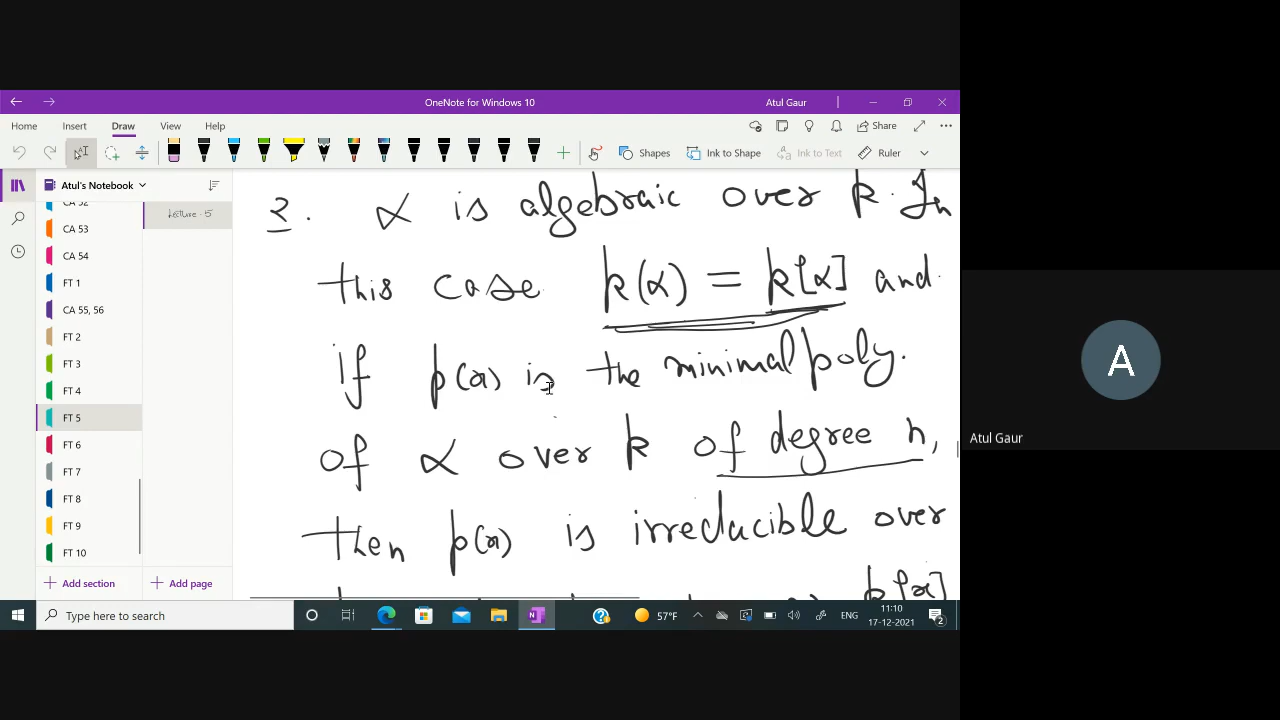 OneNote for Windows 10
Atul Gaur
Home Insert Draw View Help
Share
Shapes Ink to Shape Ink to Text Ruler
Atul's Notebook
CA 52
CA 53
CA 54
FT 1
CA 55, 56
FT 2
FT 3
FT 4
FT 5
FT 6
FT 7
FT 8
FT 9
FT 10
Add section
Lecture - 5
Add page
2. α is algebraic over k. In
this case k(α) = k[α] and
if p(x) is the minimal poly.
of α over k of degree n,
then p(x) is irreducible over
k[x]
Type here to search
57°F
ENG
11:10
17-12-2021
2
A
Atul Gaur